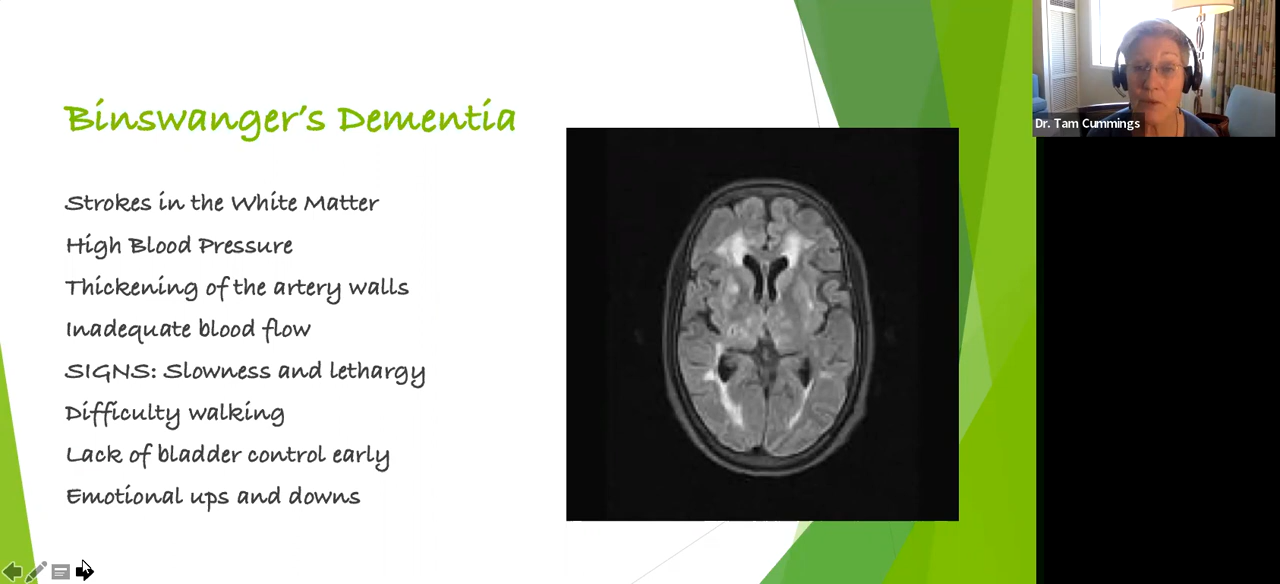 Binswanger's Dementia
Strokes in the White Matter
High Blood Pressure
Thickening of the artery walls
Inadequate blood flow
SIGNS: Slowness and lethargy
Difficulty walking
Lack of bladder control early
Emotional ups and downs
Dr. Tam Cummings